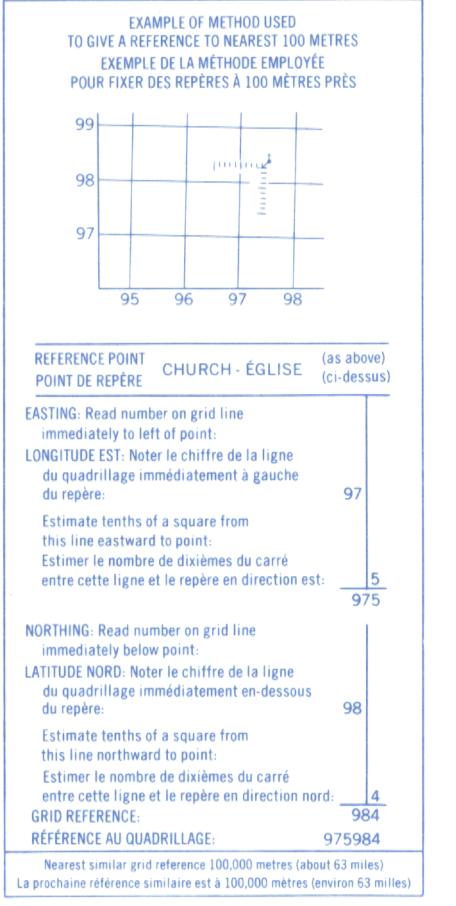 EXAMPLE OF METHOD USED
TO GIVE A REFERENCE TO NEAREST 100 METRES
EXEMPLE DE LA MÉTHODE EMPLOYÉE
POUR FIXER DES REPÈRES À 100 MÈTRES PRÈS
99
98
97
95 96 97 98
REFERENCE POINT
POINT DE REPÈRE
CHURCH - ÉGLISE
(as above)
(ci-dessus)
EASTING: Read number on grid line
immediately to left of point:
LONGITUDE EST: Noter le chiffre de la ligne
du quadrillage immédiatement à gauche
du repère: 97
Estimate tenths of a square from
this line eastward to point:
Estimer le nombre de dixièmes du carré
entre cette ligne et le repère en direction est: 5
975
NORTHING: Read number on grid line
immediately below point:
LATITUDE NORD: Noter le chiffre de la ligne
du quadrillage immédiatement en-dessous
du repère: 98
Estimate tenths of a square from
this line northward to point:
Estimer le nombre de dixièmes du carré
entre cette ligne et le repère en direction nord: 4
GRID REFERENCE: 984
RÉFÉRENCE AU QUADRILLAGE: 975984
Nearest similar grid reference 100,000 metres (about 63 miles)
La prochaine référence similaire est à 100,000 mètres (environ 63 milles)